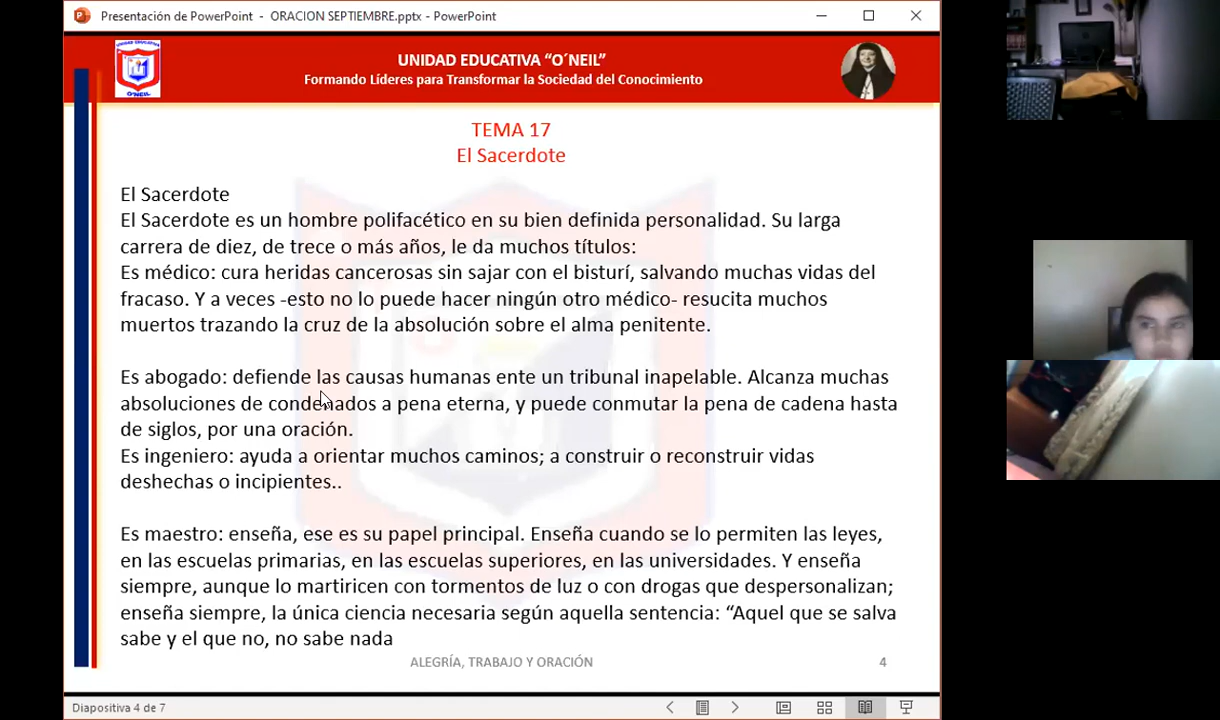 Presentación de PowerPoint - ORACION SEPTIEMBRE.pptx - PowerPoint
UNIDAD EDUCATIVA “O´NEIL”
Formando Líderes para Transformar la Sociedad del Conocimiento
UNIDAD EDUCATIVA
O´NEIL
TEMA 17
El Sacerdote
El Sacerdote
El Sacerdote es un hombre polifacético en su bien definida personalidad. Su larga
carrera de diez, de trece o más años, le da muchos títulos:
Es médico: cura heridas cancerosas sin sajar con el bisturí, salvando muchas vidas del
fracaso. Y a veces -esto no lo puede hacer ningún otro médico- resucita muchos
muertos trazando la cruz de la absolución sobre el alma penitente.
Es abogado: defiende las causas humanas ente un tribunal inapelable. Alcanza muchas
absoluciones de condenados a pena eterna, y puede conmutar la pena de cadena hasta
de siglos, por una oración.
Es ingeniero: ayuda a orientar muchos caminos; a construir o reconstruir vidas
deshechas o incipientes..
Es maestro: enseña, ese es su papel principal. Enseña cuando se lo permiten las leyes,
en las escuelas primarias, en las escuelas superiores, en las universidades. Y enseña
siempre, aunque lo martiricen con tormentos de luz o con drogas que despersonalizan;
enseña siempre, la única ciencia necesaria según aquella sentencia: “Aquel que se salva
sabe y el que no, no sabe nada
ALEGRÍA, TRABAJO Y ORACIÓN 4
Diapositiva 4 de 7